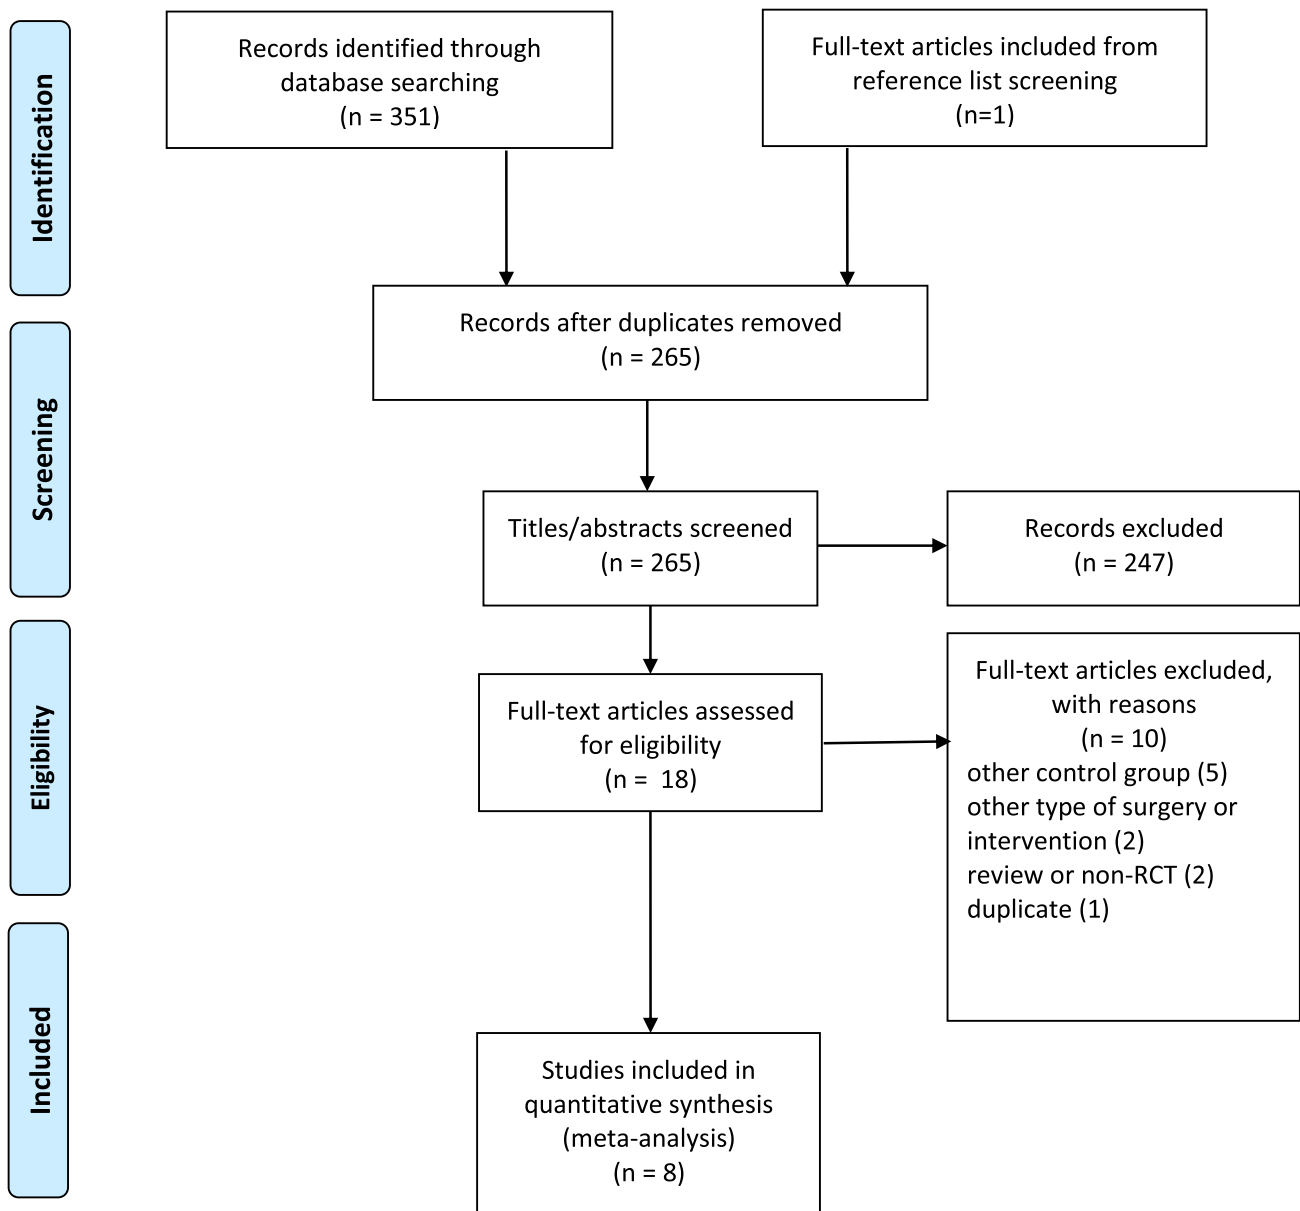 Identification
Records identified through
database searching
(n = 351)
Full-text articles included from
reference list screening
(n=1)
Screening
Records after duplicates removed
(n = 265)
Titles/abstracts screened
(n = 265)
Records excluded
(n = 247)
Eligibility
Full-text articles assessed
for eligibility
(n =  18)
Full-text articles excluded,
with reasons
(n = 10)
other control group (5)
other type of surgery or
intervention (2)
review or non-RCT (2)
duplicate (1)
Included
Studies included in
quantitative synthesis
(meta-analysis)
(n = 8)